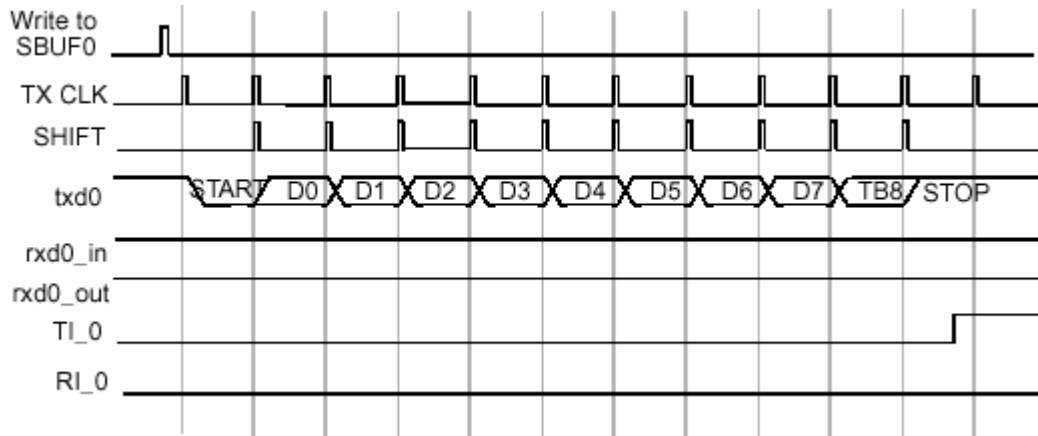 Write to
SBUF0
TX CLK
SHIFT
txd0 START D0 D1 D2 D3 D4 D5 D6 D7 TB8 STOP
rxd0_in
rxd0_out
TI_0
RI_0